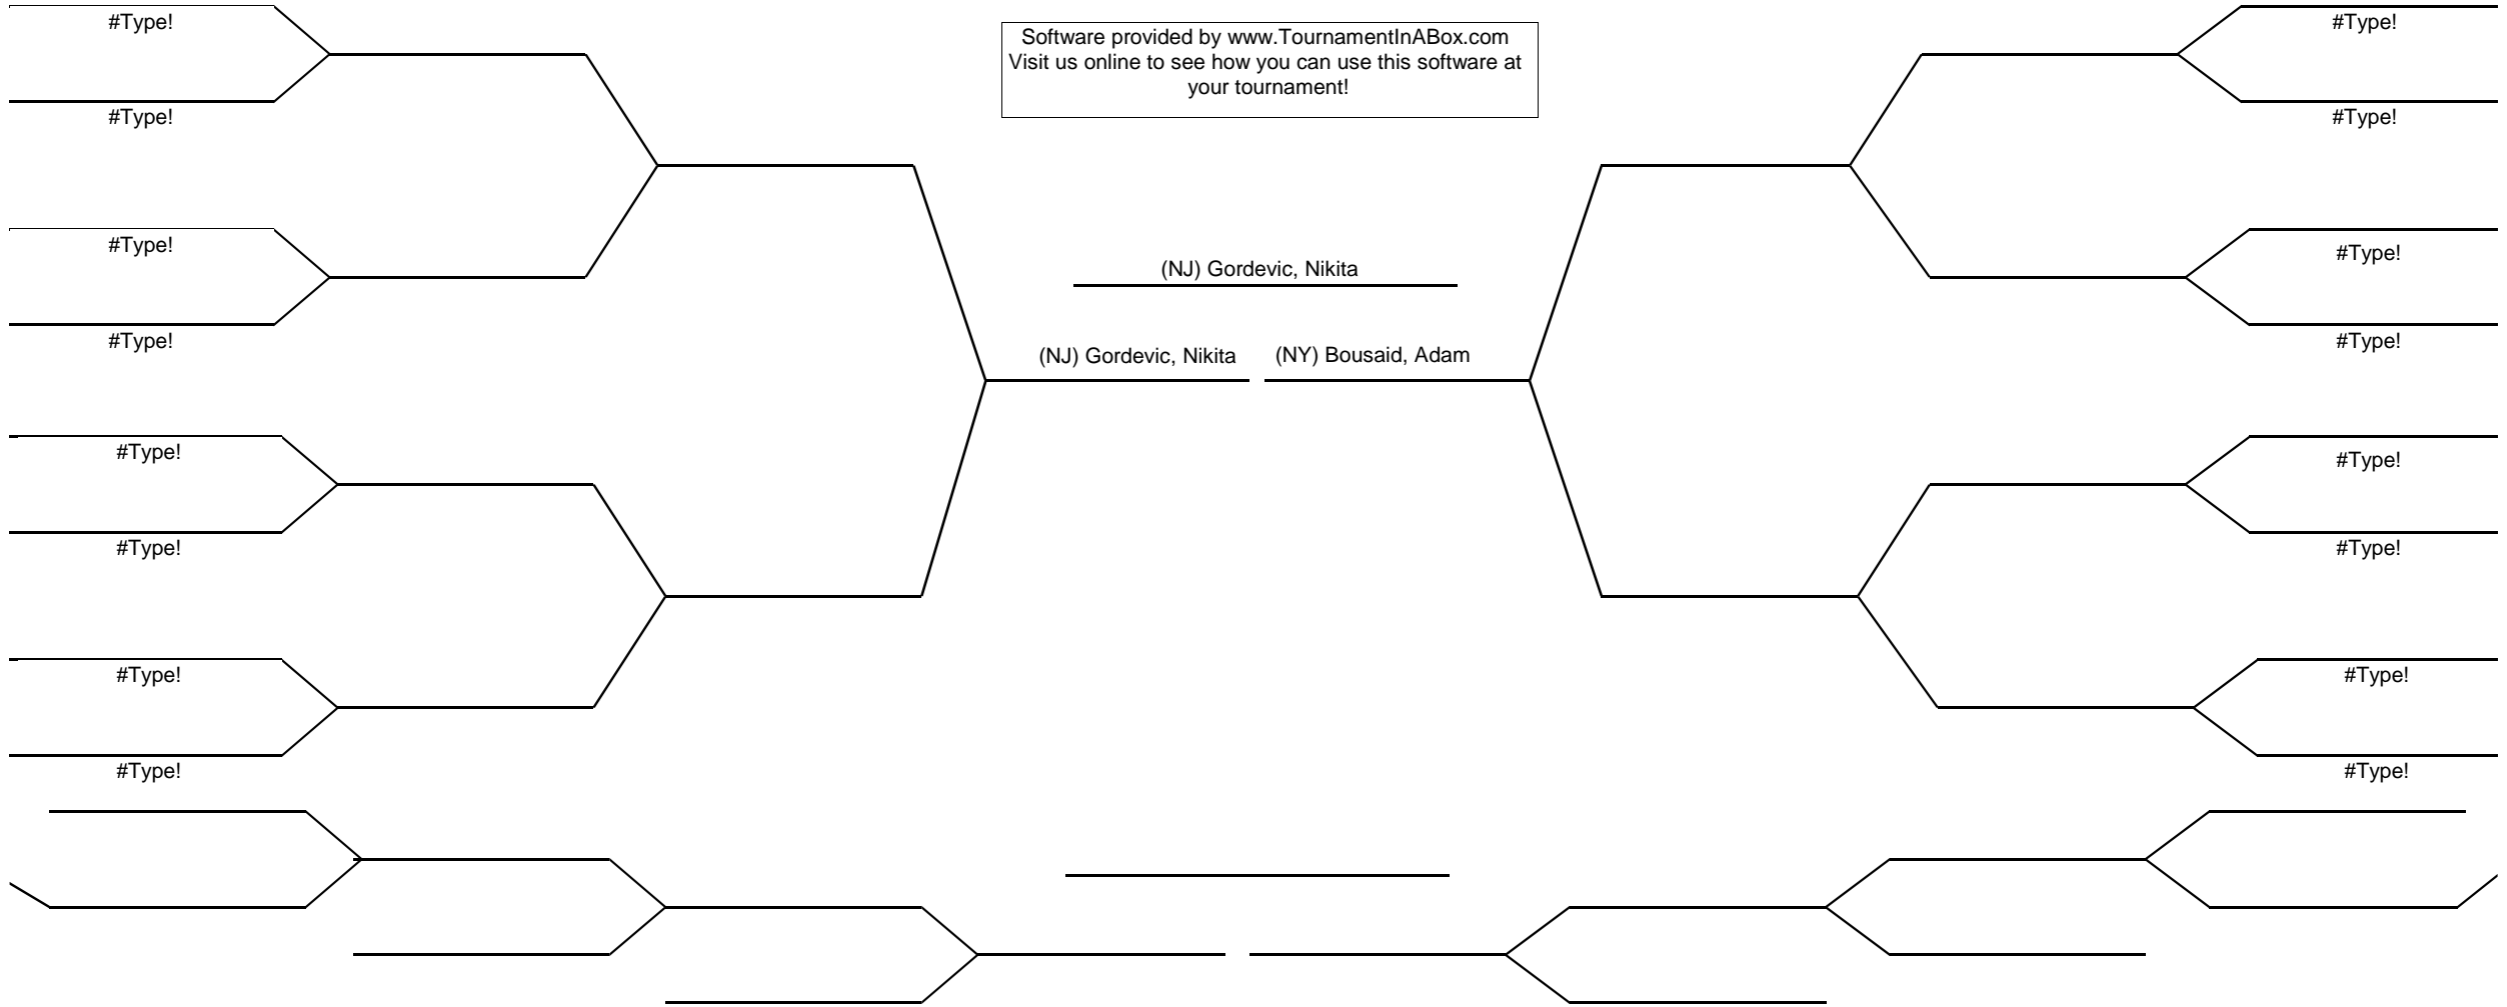 #Type!
#Type!
Software provided by www.TournamentInABox.com
Visit us online to see how you can use this software at
your tournament!
#Type!
#Type!
#Type!
#Type!
(NJ) Gordevic, Nikita
#Type!
#Type!
(NJ) Gordevic, Nikita
(NY) Bousaid, Adam
#Type!
#Type!
#Type!
#Type!
#Type!
#Type!
#Type!
#Type!